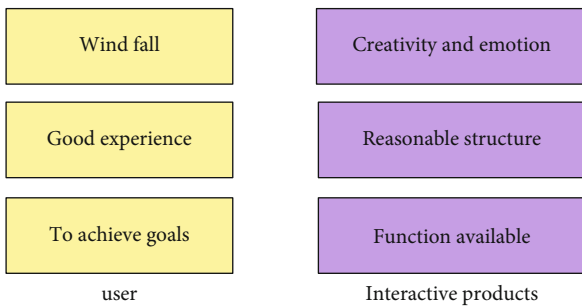 Wind fall
Creativity and emotion
Good experience
Reasonable structure
To achieve goals
Function available
user
Interactive products